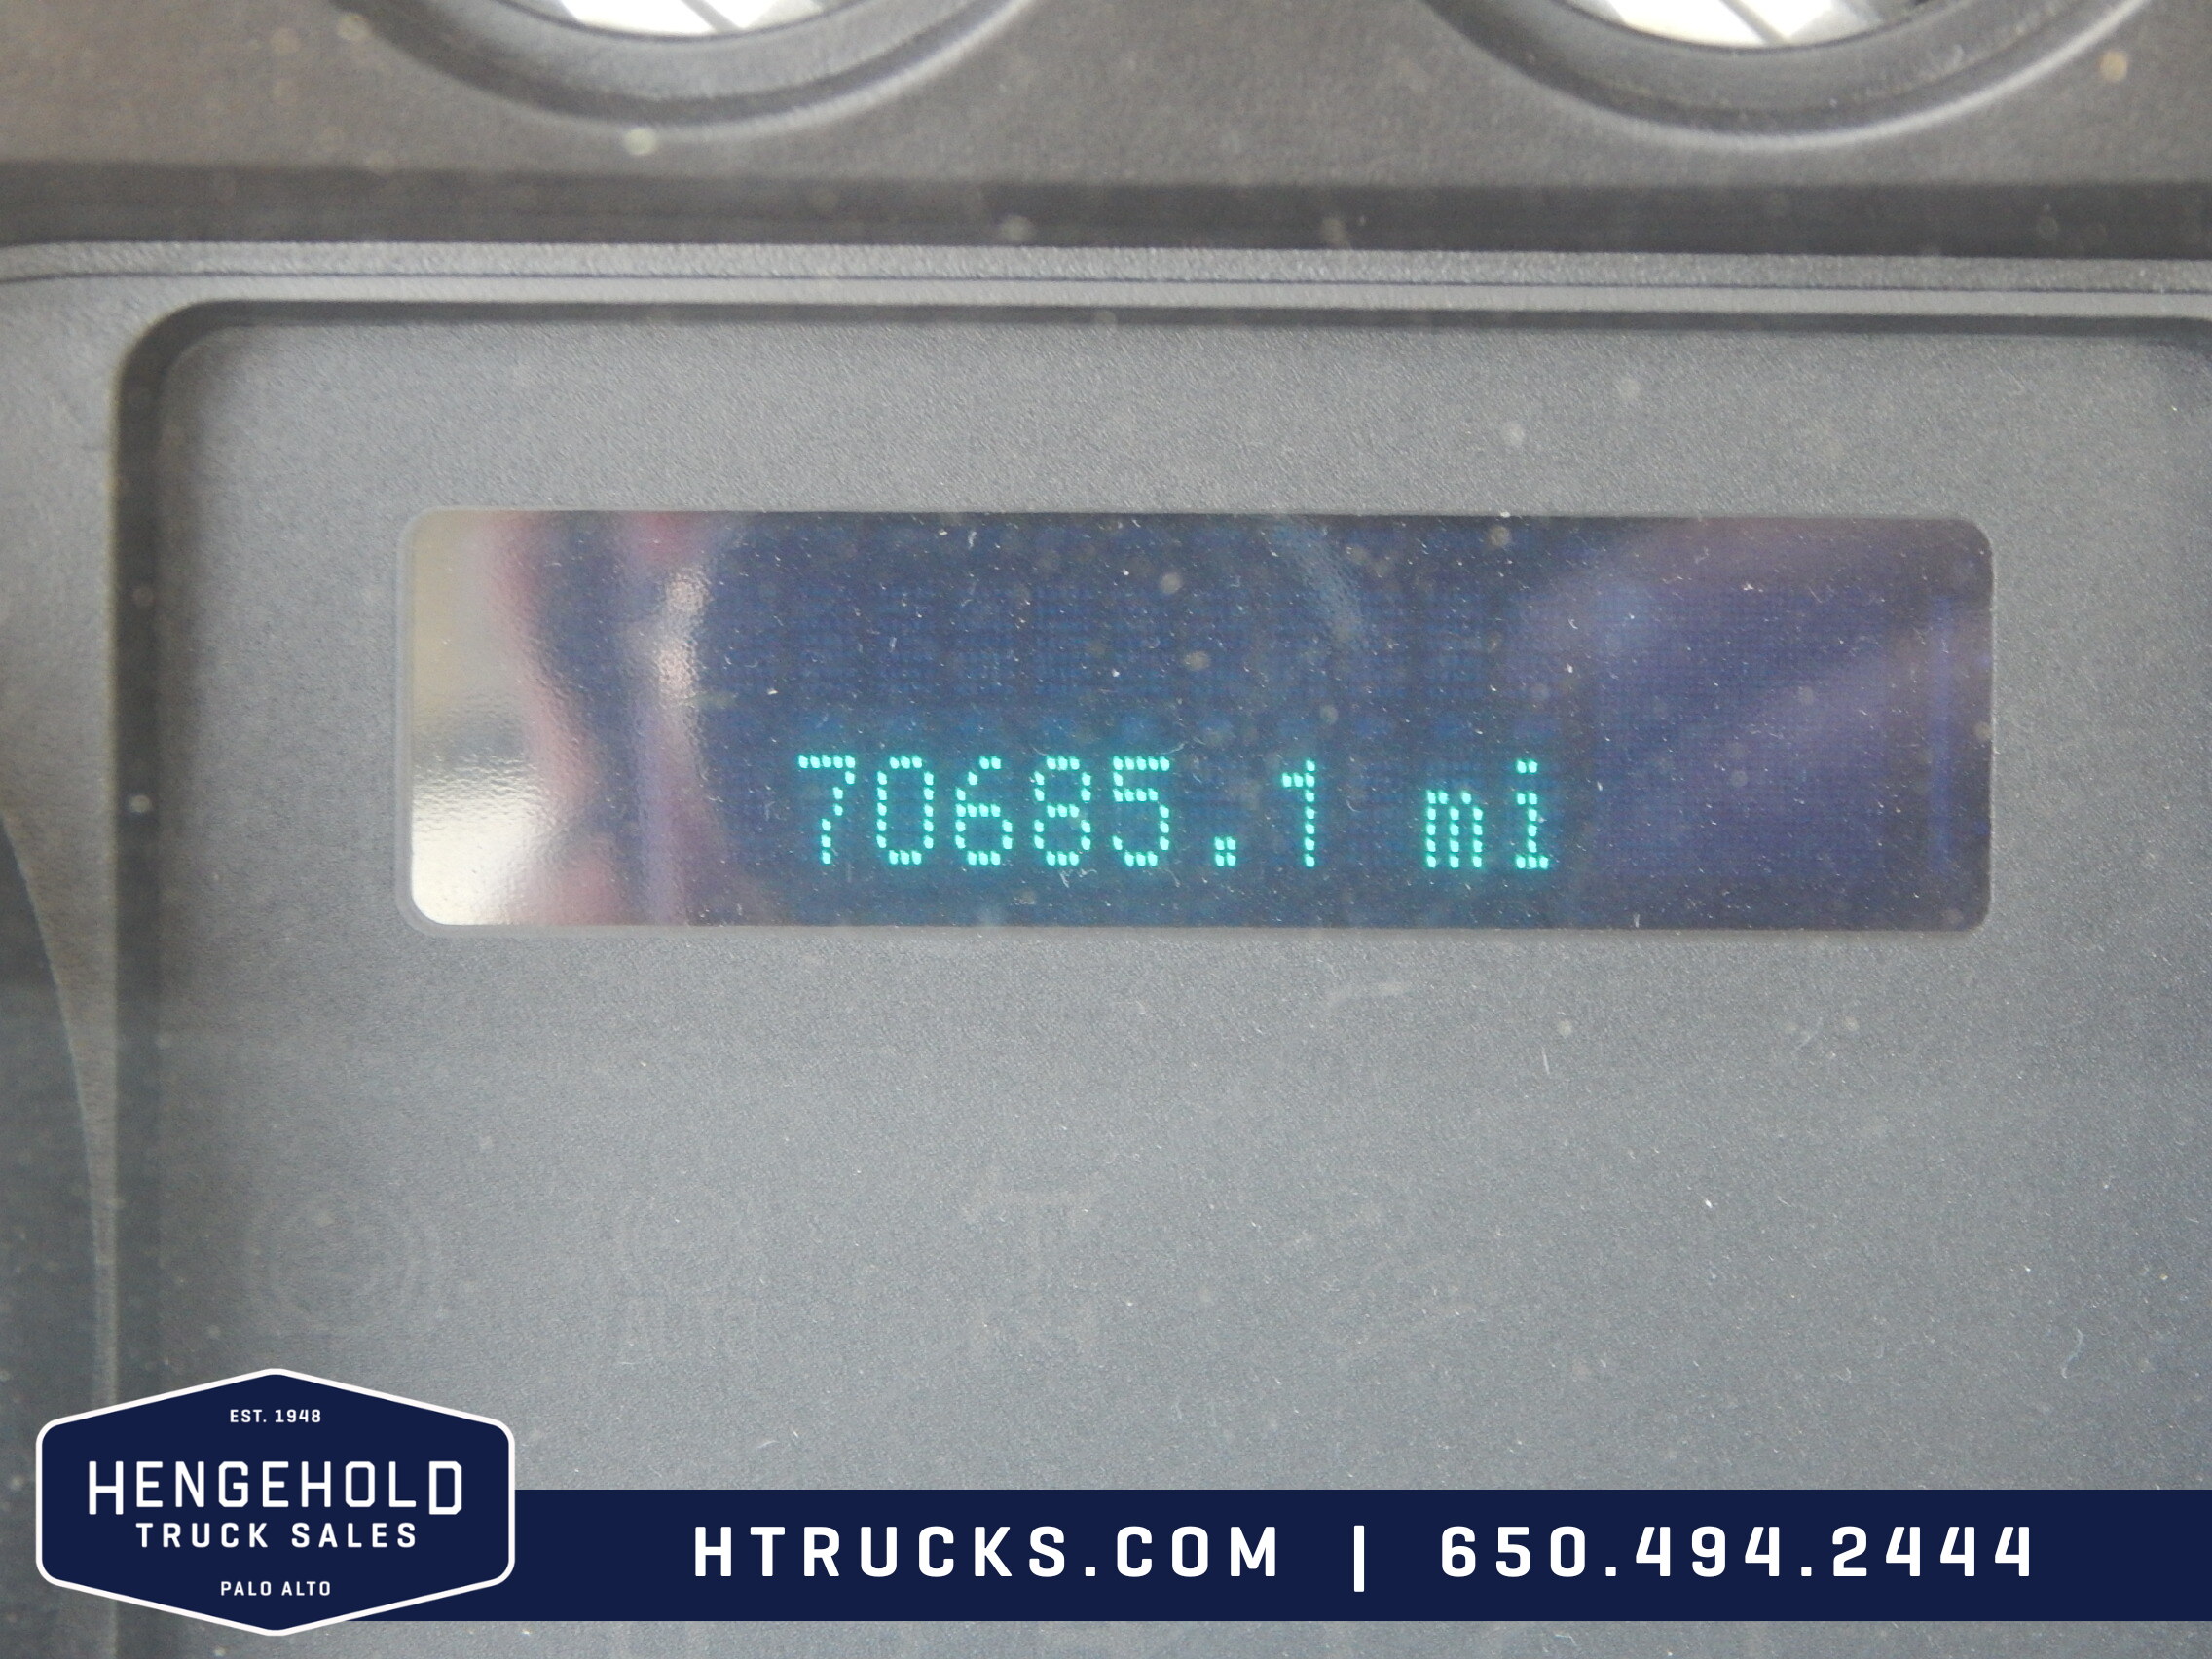 70685.1 mi
EST. 1948
HENGEHOLD
TRUCK SALES
PALO ALTO
HTRUCKS.COM | 650.494.2444